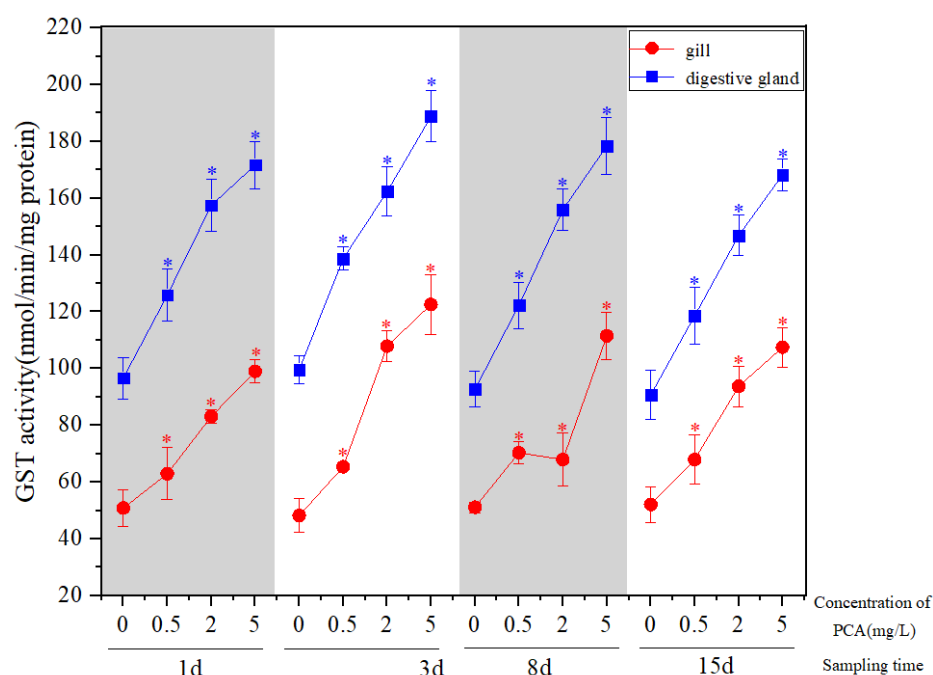 220
200
180
160
140
120
100
80
60
40
20
GST activity(nmol/min/mg protein)
gill
digestive gland
* * * * * * * * * * * *
* * * * * * * * * * * *
0 0.5 2 5 0 0.5 2 5 0 0.5 2 5 0 0.5 2 5
Concentration of
PCA(mg/L)
1d 3d 8d 15d
Sampling time